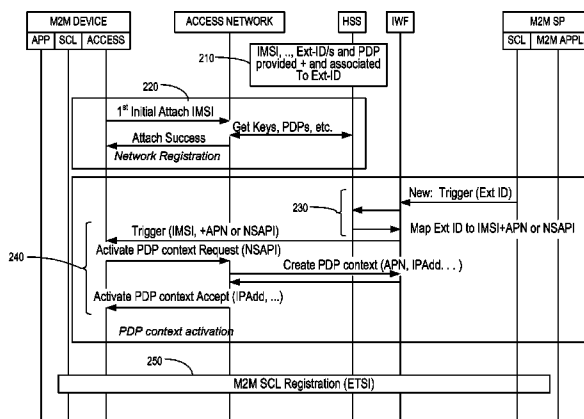 M2M DEVICE
ACCESS NETWORK
HSS
IWF
M2M SP
APP
SCL
ACCESS
SCL
M2M APPL
210
IMSI, .., Ext-ID/s and PDP
provided + and associated
To Ext-ID
220
1st Initial Attach IMSI
Get Keys, PDPs, etc.
Attach Success
Network Registration
New: Trigger (Ext ID)
230
Map Ext ID to IMSI+APN or NSAPI
Trigger (IMSI, +APN or NSAPI)
240
Activate PDP context Request (NSAPI)
Create PDP context (APN, IPAdd. . . )
Activate PDP context Accept (IPAdd, ...)
PDP context activation
250
M2M SCL Registration (ETSI)